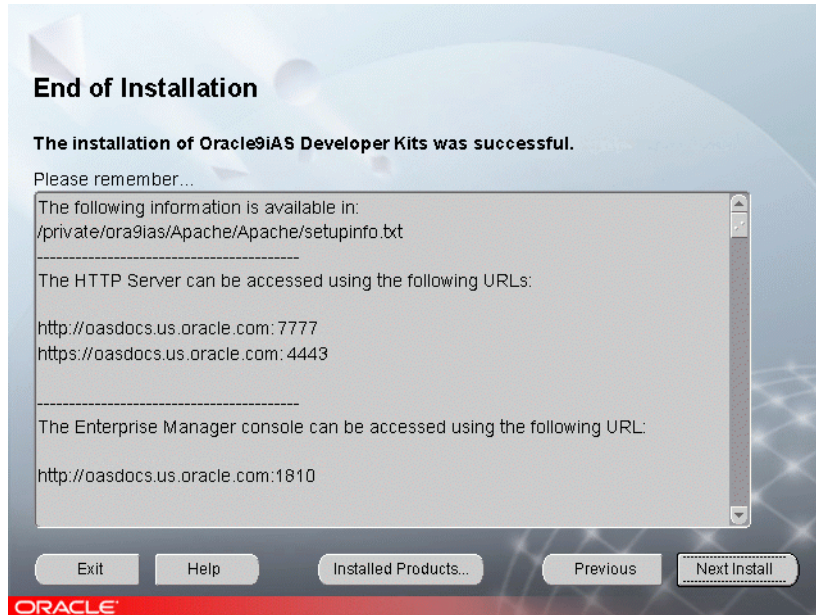 End of Installation
The installation of Oracle9iAS Developer Kits was successful.
Please remember...
The following information is available in:
/private/ora9ias/Apache/Apache/setupinfo.txt
-----------------------------------------
The HTTP Server can be accessed using the following URLs:
http://oasdocs.us.oracle.com:7777
https://oasdocs.us.oracle.com:4443
-----------------------------------------
The Enterprise Manager console can be accessed using the following URL:
http://oasdocs.us.oracle.com:1810
Exit Help Installed Products... Previous Next Install
ORACLE